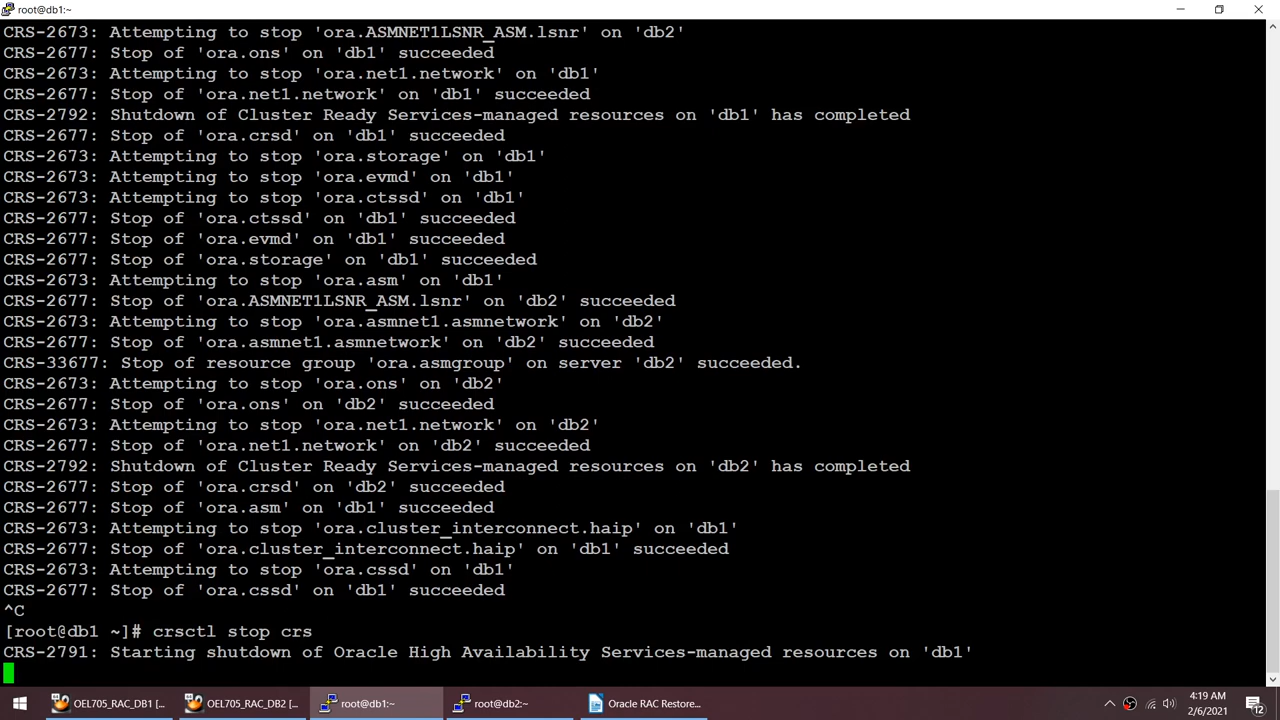 root@db1:~
CRS-2673: Attempting to stop 'ora.ASMNET1LSNR_ASM.lsnr' on 'db2'
CRS-2677: Stop of 'ora.ons' on 'db1' succeeded
CRS-2673: Attempting to stop 'ora.net1.network' on 'db1'
CRS-2677: Stop of 'ora.net1.network' on 'db1' succeeded
CRS-2792: Shutdown of Cluster Ready Services-managed resources on 'db1' has completed
CRS-2677: Stop of 'ora.crsd' on 'db1' succeeded
CRS-2673: Attempting to stop 'ora.storage' on 'db1'
CRS-2673: Attempting to stop 'ora.evmd' on 'db1'
CRS-2673: Attempting to stop 'ora.ctssd' on 'db1'
CRS-2677: Stop of 'ora.ctssd' on 'db1' succeeded
CRS-2677: Stop of 'ora.evmd' on 'db1' succeeded
CRS-2677: Stop of 'ora.storage' on 'db1' succeeded
CRS-2673: Attempting to stop 'ora.asm' on 'db1'
CRS-2677: Stop of 'ora.ASMNET1LSNR_ASM.lsnr' on 'db2' succeeded
CRS-2673: Attempting to stop 'ora.asmnet1.asmnetwork' on 'db2'
CRS-2677: Stop of 'ora.asmnet1.asmnetwork' on 'db2' succeeded
CRS-33677: Stop of resource group 'ora.asmgroup' on server 'db2' succeeded.
CRS-2673: Attempting to stop 'ora.ons' on 'db2'
CRS-2677: Stop of 'ora.ons' on 'db2' succeeded
CRS-2673: Attempting to stop 'ora.net1.network' on 'db2'
CRS-2677: Stop of 'ora.net1.network' on 'db2' succeeded
CRS-2792: Shutdown of Cluster Ready Services-managed resources on 'db2' has completed
CRS-2677: Stop of 'ora.crsd' on 'db2' succeeded
CRS-2677: Stop of 'ora.asm' on 'db1' succeeded
CRS-2673: Attempting to stop 'ora.cluster_interconnect.haip' on 'db1'
CRS-2677: Stop of 'ora.cluster_interconnect.haip' on 'db1' succeeded
CRS-2673: Attempting to stop 'ora.cssd' on 'db1'
CRS-2677: Stop of 'ora.cssd' on 'db1' succeeded
^C
[root@db1 ~]# crsctl stop crs
CRS-2791: Starting shutdown of Oracle High Availability Services-managed resources on 'db1'
OEL705_RAC_DB1 [... OEL705_RAC_DB2 [... root@db1:~ root@db2:~ Oracle RAC Restore... 4:19 AM
2/6/2021 12